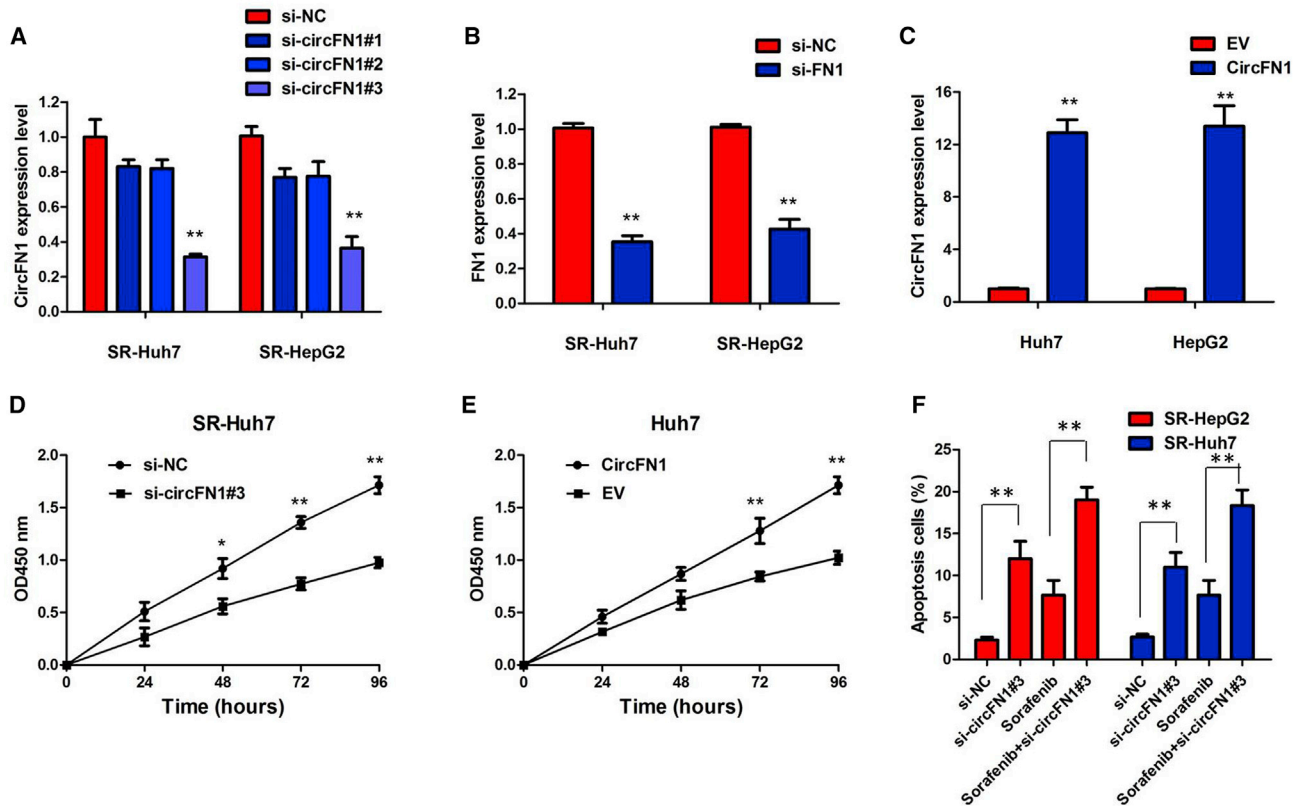 A
si-NC
si-circFN1#1
si-circFN1#2
si-circFN1#3
CircFN1 expression level
1.2
1.0
0.8
0.6
0.4
0.2
0.0
**
**
SR-Huh7
SR-HepG2
B
si-NC
si-FN1
FN1 expression level
1.2
1.0
0.8
0.6
0.4
0.2
0.0
**
**
SR-Huh7
SR-HepG2
C
EV
CircFN1
CircFN1 expression level
16
12
8
4
0
**
**
Huh7
HepG2
D
SR-Huh7
si-NC
si-circFN1#3
OD450 nm
2.0
1.5
1.0
0.5
0.0
*
**
**
0 24 48 72 96
Time (hours)
E
Huh7
CircFN1
EV
OD450 nm
2.0
1.5
1.0
0.5
0.0
**
**
0 24 48 72 96
Time (hours)
F
SR-HepG2
SR-Huh7
Apoptosis cells (%)
25
20
15
10
5
0
**
**
**
**
si-NC
si-circFN1#3
Sorafenib
Sorafenib+si-circFN1#3
si-NC
si-circFN1#3
Sorafenib
Sorafenib+si-circFN1#3